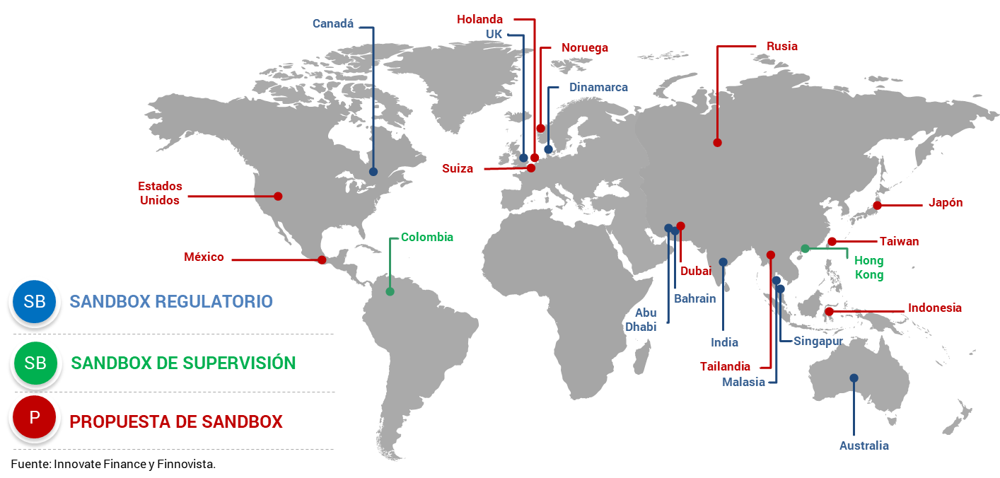 Holanda
Canadá
UK
Noruega
Rusia
Dinamarca
Suiza
Estados
Unidos
Japón
Colombia
Taiwan
México
Hong
Kong
Dubai
Bahrain
SB
SANDBOX REGULATORIO
Abu
Dhabi
Indonesia
India
Singapur
SB
SANDBOX DE SUPERVISIÓN
Tailandia
Malasia
P
PROPUESTA DE SANDBOX
Australia
Fuente: Innovate Finance y Finnovista.